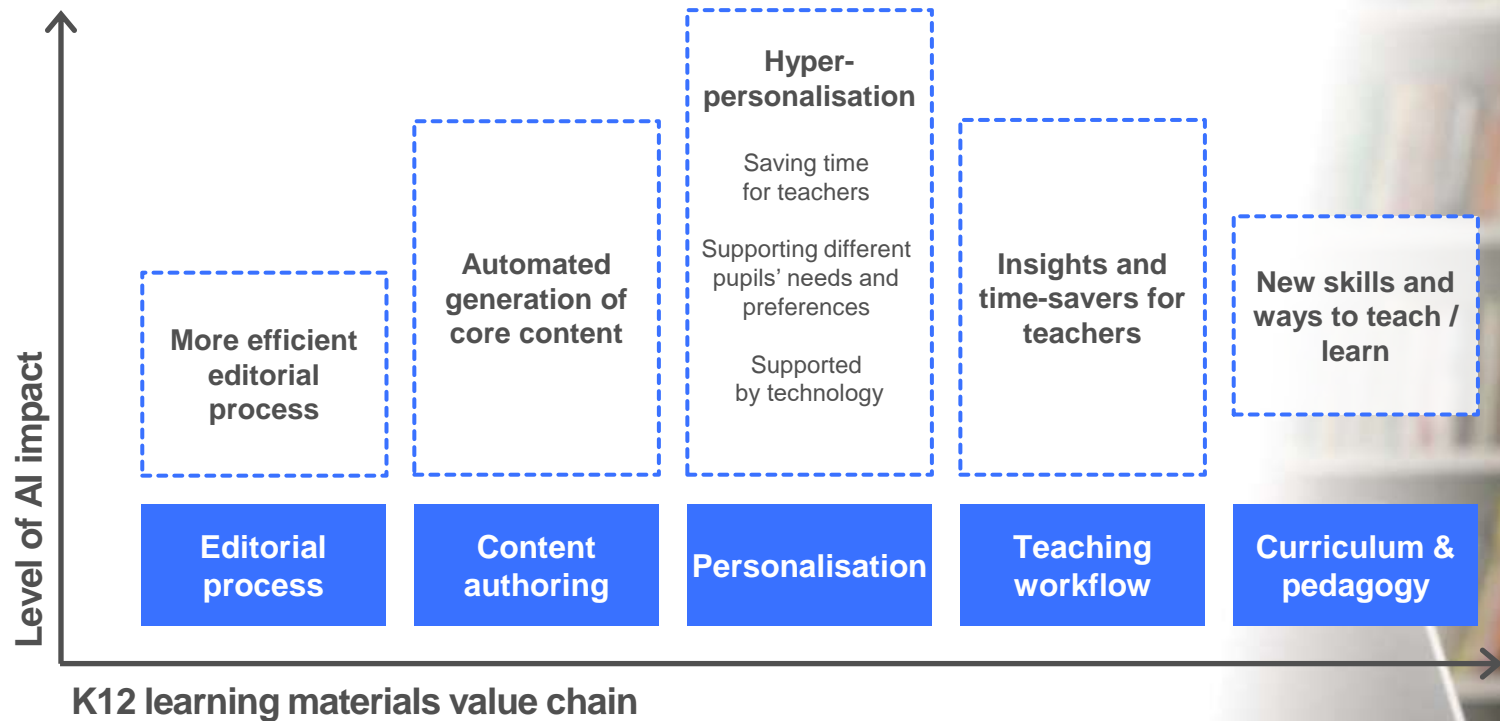 Level of AI impact
More efficient
editorial
process
Editorial
process
Automated
generation of
core content
Content
authoring
Hyper-
personalisation
Saving time
for teachers
Supporting different
pupils’ needs and
preferences
Supported
by technology
Personalisation
Insights and
time-savers for
teachers
Teaching
workflow
New skills and
ways to teach /
learn
Curriculum &
pedagogy
K12 learning materials value chain